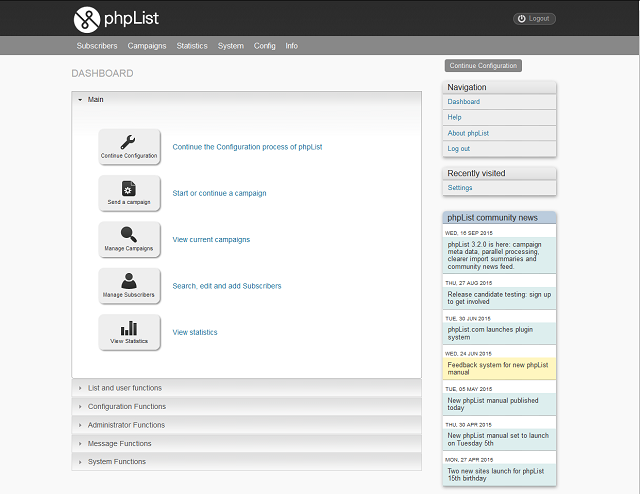 phpList
Logout
Subscribers Campaigns Statistics System Config Info
DASHBOARD
Main
Continue Configuration
Continue the Configuration process of phpList
Send a campaign
Start or continue a campaign
Manage Campaigns
View current campaigns
Manage Subscribers
Search, edit and add Subscribers
View Statistics
View statistics
List and user functions
Configuration Functions
Administrator Functions
Message Functions
System Functions
Continue Configuration
Navigation
Dashboard
Help
About phpList
Log out
Recently visited
Settings
phpList community news
WED, 16 SEP 2015
phpList 3.2.0 is here: campaign
meta data, parallel processing,
clearer import summaries and
community news feed.
THU, 27 AUG 2015
Release candidate testing: sign up
to get involved
TUE, 30 JUN 2015
phpList.com launches plugin
system
WED, 24 JUN 2015
Feedback system for new phpList
manual
TUE, 05 MAY 2015
New phpList manual published
today
THU, 30 APR 2015
New phpList manual set to launch
on Tuesday 5th
MON, 27 APR 2015
Two new sites launch for phpList
15th birthday